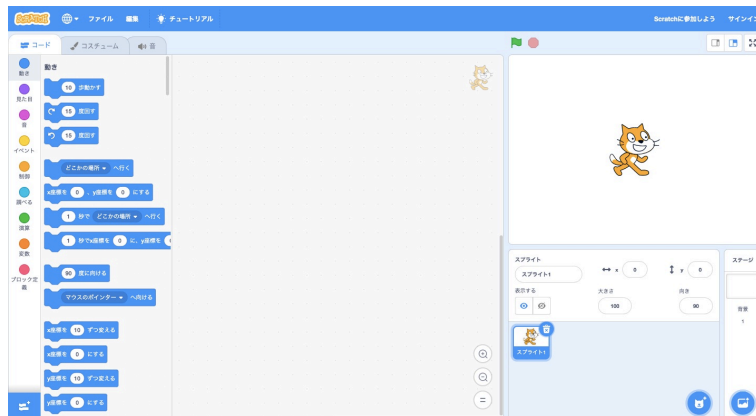 SCRATCH ファイル 編集 チュートリアル Scratchに参加しよう サインイン
コード コスチューム 音
動き
見た目
音
イベント
制御
調べる
演算
変数
ブロック定
義
動き
10 歩動かす
15 度回す
15 度回す
どこかの場所 へ行く
x座標を 0 、y座標を 0 にする
1 秒で どこかの場所 へ行く
1 秒でx座標を 0 に、y座標を 0
90 度に向ける
マウスのポインター へ向ける
x座標を 10 ずつ変える
x座標を 0 にする
y座標を 10 ずつ変える
y座標を 0 にする
スプライト
スプライト1 x 0 y 0
表示する 大きさ 向き
100 90
スプライト1
ステージ
背景
1